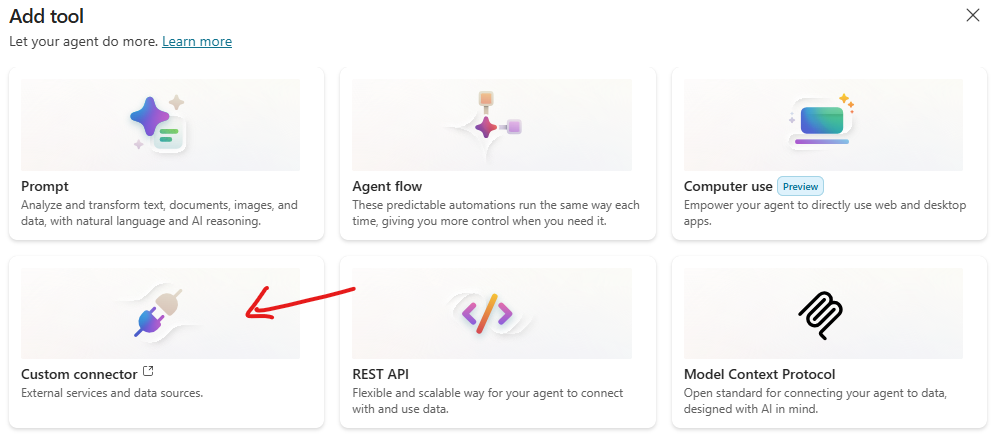 Add tool
Let your agent do more. Learn more
Prompt
Analyze and transform text, documents, images, and
data, with natural language and AI reasoning.
Agent flow
These predictable automations run the same way each
time, giving you more control when you need it.
Computer use Preview
Empower your agent to directly use web and desktop
apps.
Custom connector
External services and data sources.
REST API
Flexible and scalable way for your agent to connect
with and use data.
Model Context Protocol
Open standard for connecting your agent to data,
designed with AI in mind.